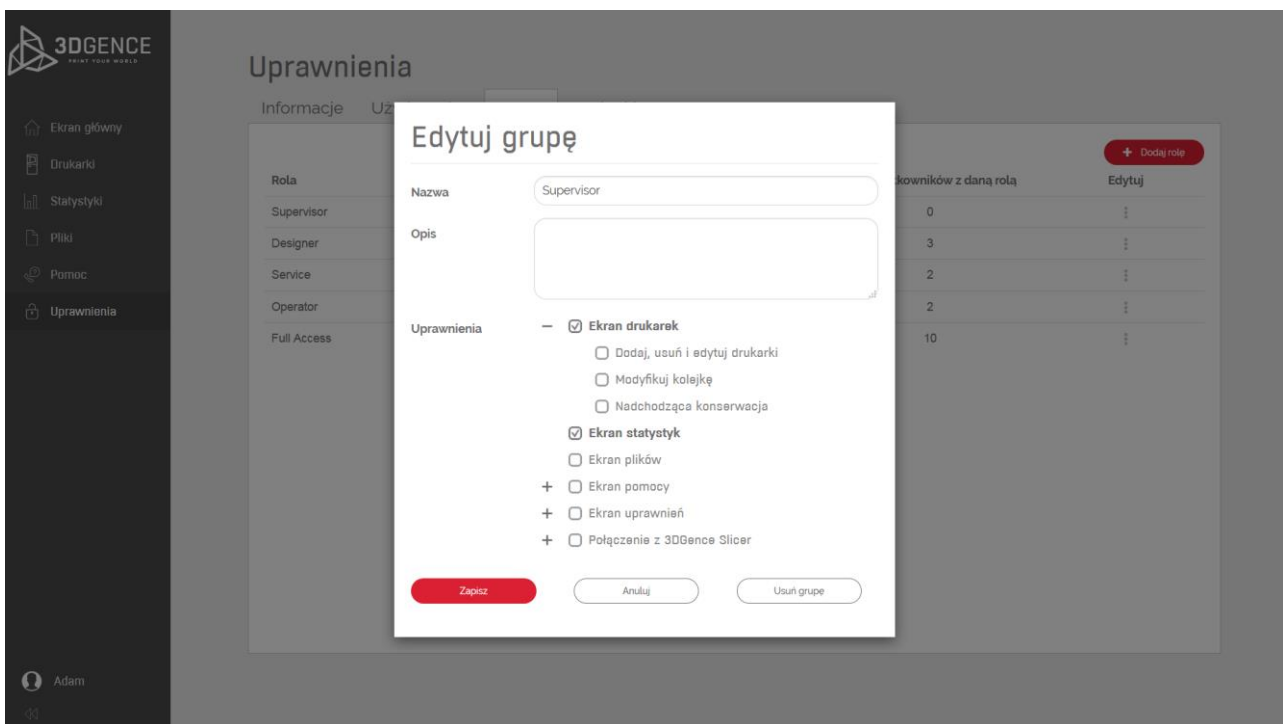 3DGENCE
PRINT YOUR WORLD
Ekran główny
Drukarki
Statystyki
Pliki
Pomoc
Uprawnienia
Adam
Uprawnienia
Informacje
Dodaj rolę
Rola
z daną rolą
Edytuj
Supervisor
0
Designer
3
Service
2
Operator
2
Full Access
10
Edytuj grupę
Nazwa
Supervisor
Opis
Uprawnienia
Ekran drukarek
Dodaj, usuń i edytuj drukarki
Modyfikuj kolejkę
Nadchodząca konserwacja
Ekran statystyk
Ekran plików
Ekran pomocy
Ekran uprawnień
Połączenie z 3DGence Slicer
Zapisz
Anuluj
Usuń grupę